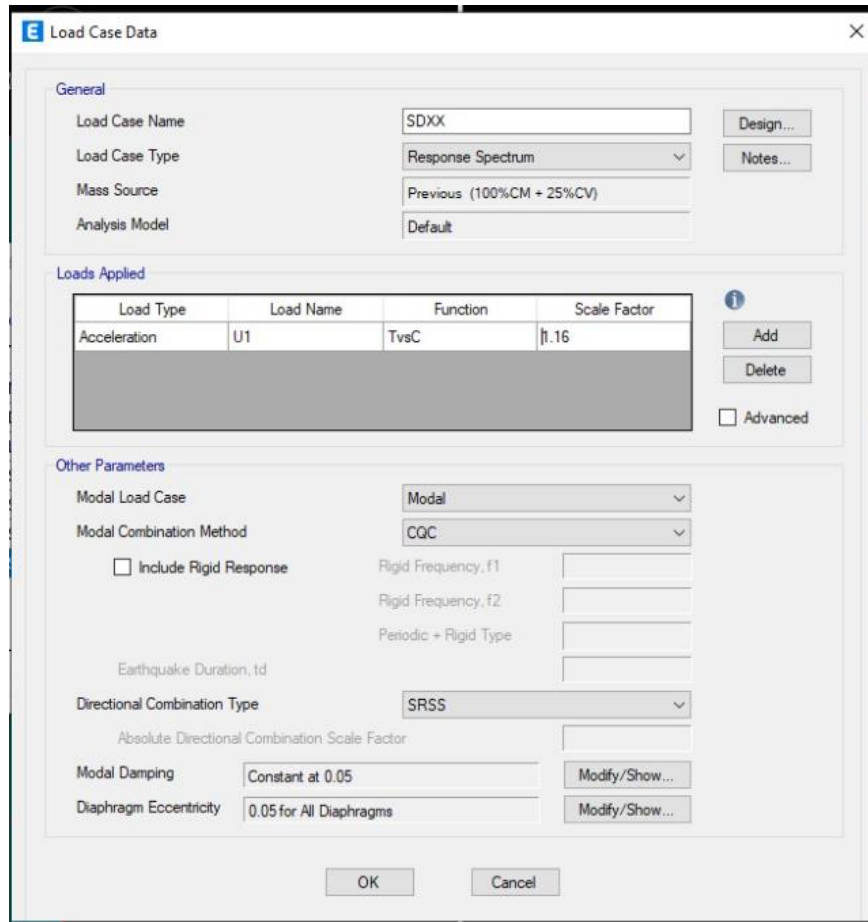 E Load Case Data
General
Load Case Name SDXX Design...
Load Case Type Response Spectrum Notes...
Mass Source Previous (100%CM + 25%CV)
Analysis Model Default
Loads Applied
Load Type Load Name Function Scale Factor
Acceleration U1 TvsC 1.16 Add
Delete
Advanced
Other Parameters
Modal Load Case Modal
Modal Combination Method CQC
Include Rigid Response Rigid Frequency, f1
Rigid Frequency, f2
Periodic + Rigid Type
Earthquake Duration, td
Directional Combination Type SRSS
Absolute Directional Combination Scale Factor
Modal Damping Constant at 0.05 Modify/Show...
Diaphragm Eccentricity 0.05 for All Diaphragms Modify/Show...
OK Cancel